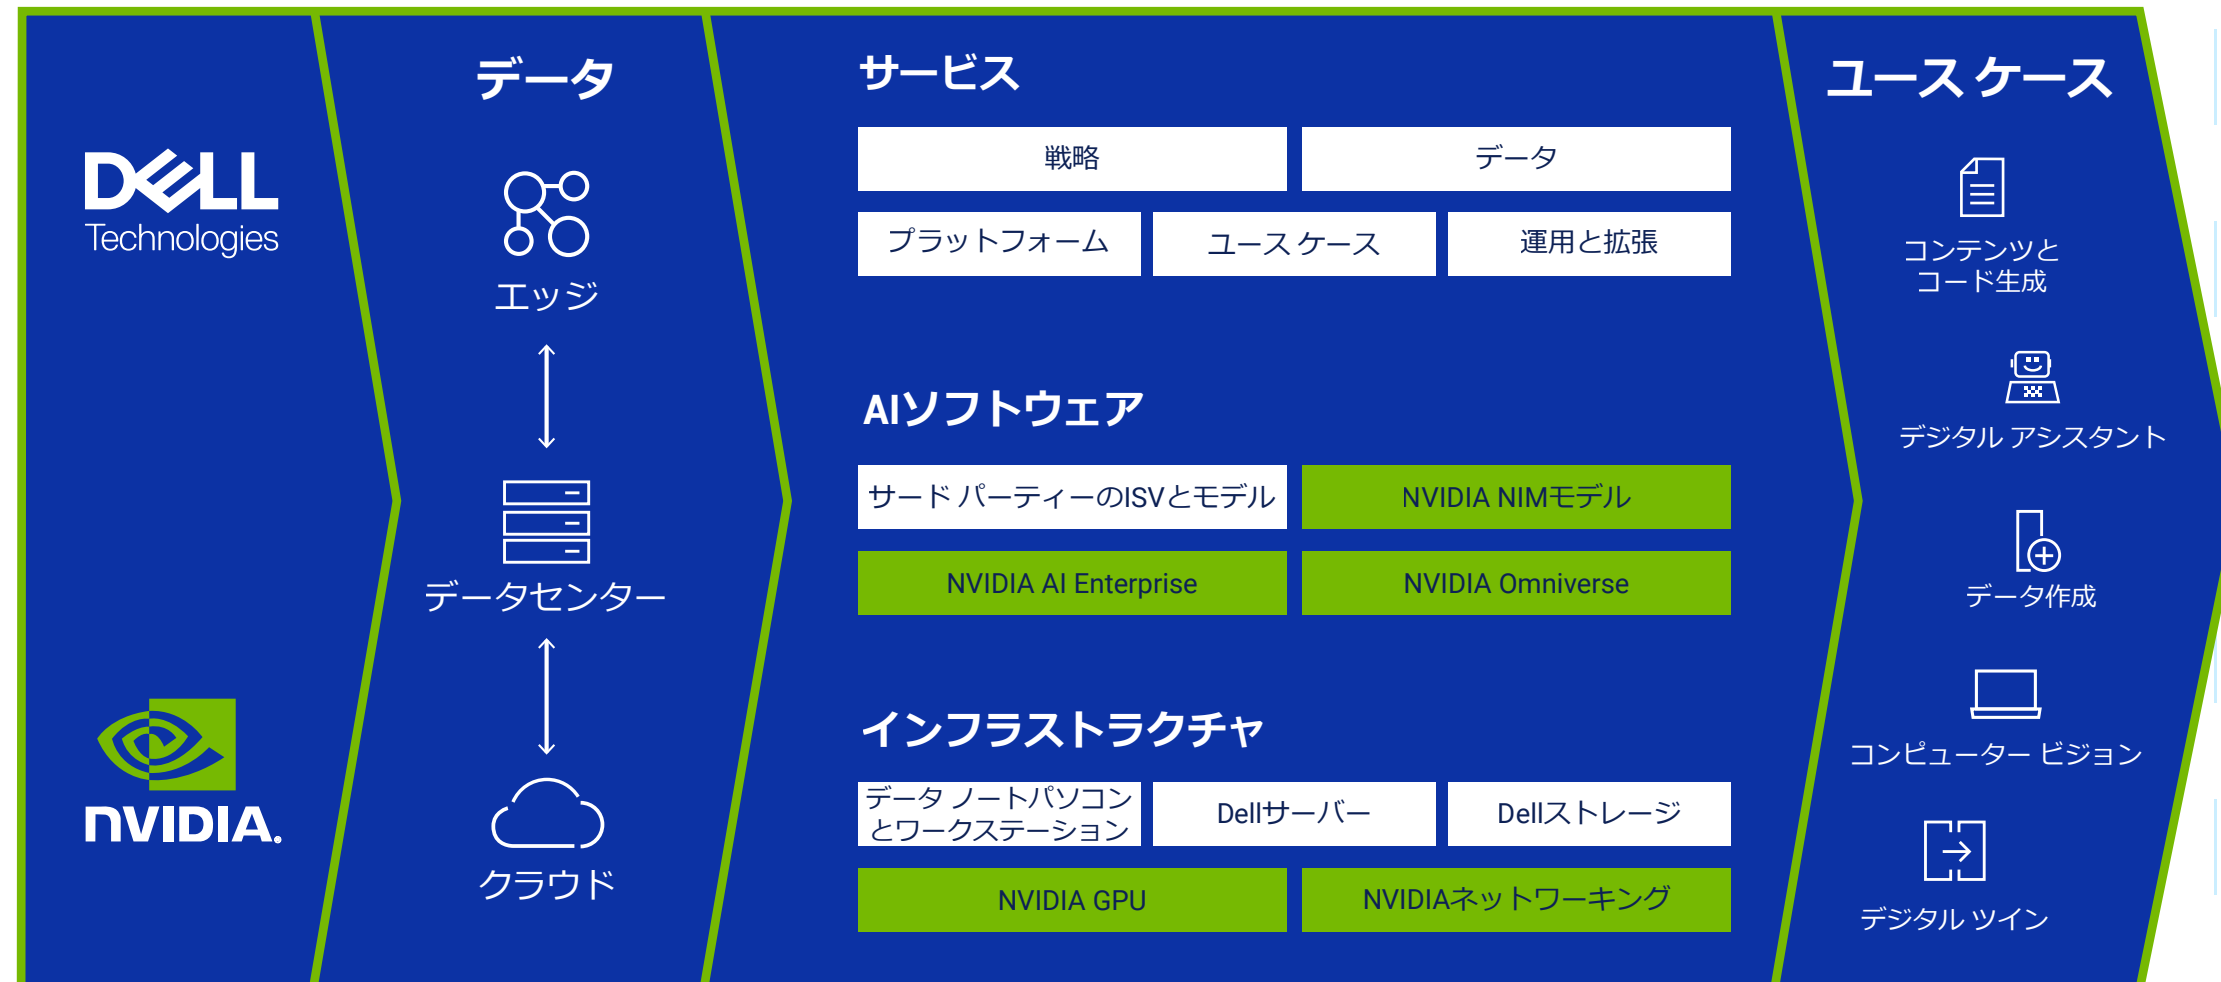 DELL
Technologies
NVIDIA.
データ
エッジ
データセンター
クラウド
サービス
戦略
データ
プラットフォーム
ユース ケース
運用と拡張
AIソフトウェア
サード パーティーのISVとモデル
NVIDIA NIMモデル
NVIDIA AI Enterprise
NVIDIA Omniverse
インフラストラクチャ
データ ノートパソコン
とワークステーション
Dellサーバー
Dellストレージ
NVIDIA GPU
NVIDIAネットワーキング
ユース ケース
コンテンツと
コード生成
デジタル アシスタント
データ作成
コンピューター ビジョン
デジタル ツイン